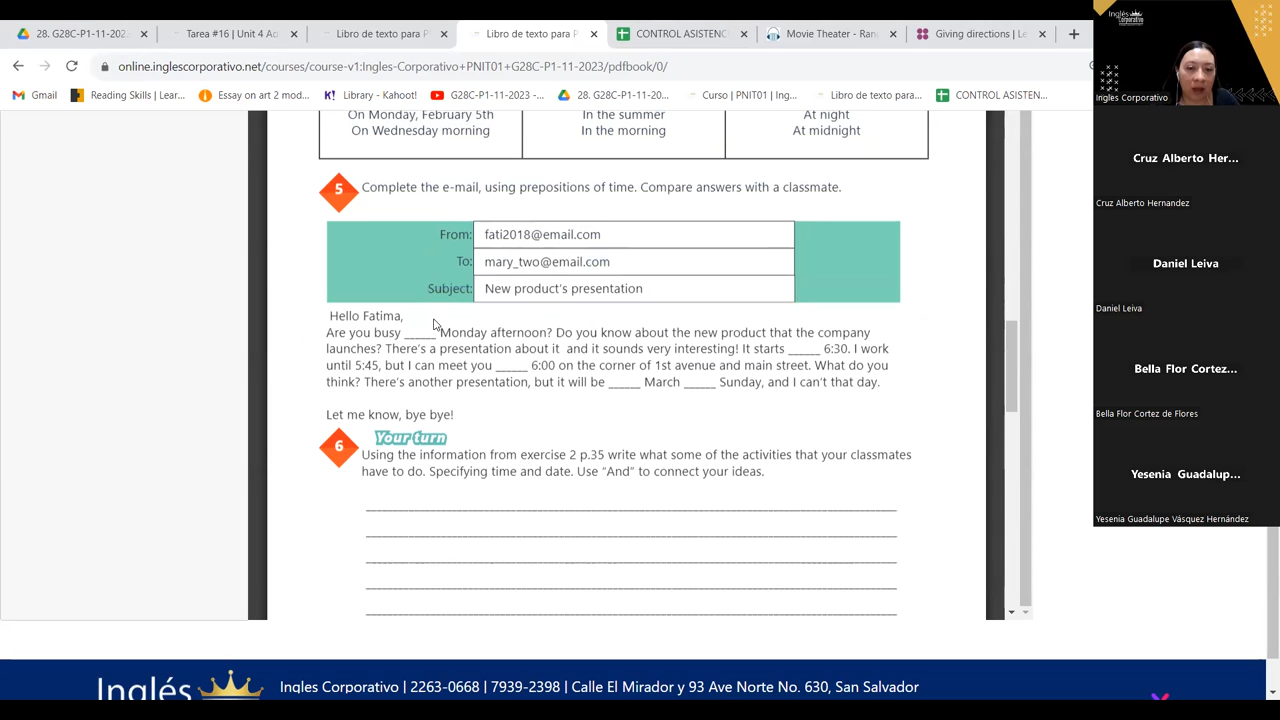 28. G28C-P1-11-202
Tarea #16 | Unit 4 Ao
Libro de texto para P
Libro de texto para P
CONTROL ASISTENC
Movie Theater - Ran
Giving directions | Le
online.inglescorporativo.net/courses/course-v1:Ingles-Corporativo+PNIT01+G28C-P1-11-2023/pdfbook/0/
Gmail
Reading Skills | Lear...
Essay on art 2 mod...
Library - Kah
G28C-P1-11-2023 -...
28. G28C-P1-11-20...
Curso | PNIT01 | Ing...
Libro de texto para...
CONTROL ASISTEN...
On Monday, February 5th
In the summer
At night
On Wednesday morning
In the morning
At midnight
5 Complete the e-mail, using prepositions of time. Compare answers with a classmate.
From: fati2018@email.com
To: mary_two@email.com
Subject: New product's presentation
Hello Fatima,
Are you busy ______ Monday afternoon? Do you know about the new product that the company
launches? There's a presentation about it and it sounds very interesting! It starts ______ 6:30. I work
until 5:45, but I can meet you ______ 6:00 on the corner of 1st avenue and main street. What do you
think? There's another presentation, but it will be ______ March ______ Sunday, and I can't that day.
Let me know, bye bye!
6 Your turn
Using the information from exercise 2 p.35 write what some of the activities that your classmates
have to do. Specifying time and date. Use “And” to connect your ideas.
Inglés Corporativo
Ingles Corporativo
Cruz Alberto Her...
Cruz Alberto Hernandez
Daniel Leiva
Daniel Leiva
Bella Flor Cortez...
Bella Flor Cortez de Flores
Yesenia Guadalup...
Yesenia Guadalupe Vásquez Hernández
Inglés
Ingles Corporativo | 2263-0668 | 7939-2398 | Calle El Mirador y 93 Ave Norte No. 630, San Salvador